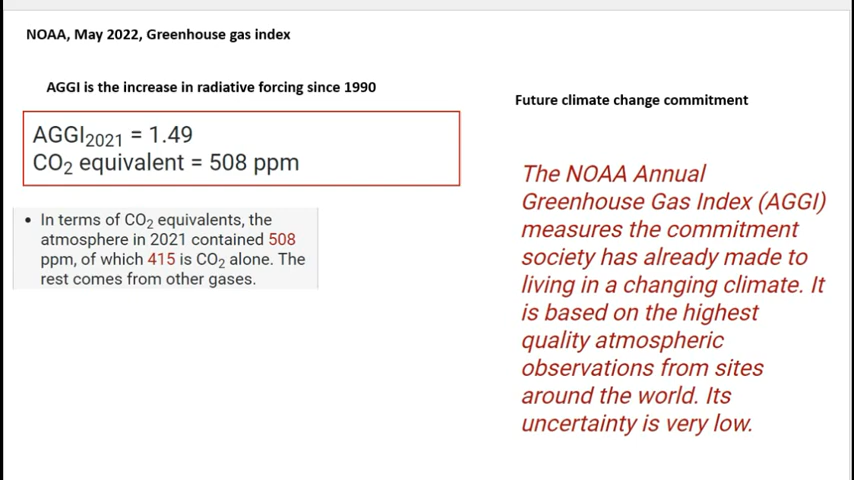 NOAA, May 2022, Greenhouse gas index
AGGI is the increase in radiative forcing since 1990
AGGI2021 = 1.49
CO2 equivalent = 508 ppm
• In terms of CO2 equivalents, the
atmosphere in 2021 contained 508
ppm, of which 415 is CO2 alone. The
rest comes from other gases.
Future climate change commitment
The NOAA Annual
Greenhouse Gas Index (AGGI)
measures the commitment
society has already made to
living in a changing climate. It
is based on the highest
quality atmospheric
observations from sites
around the world. Its
uncertainty is very low.